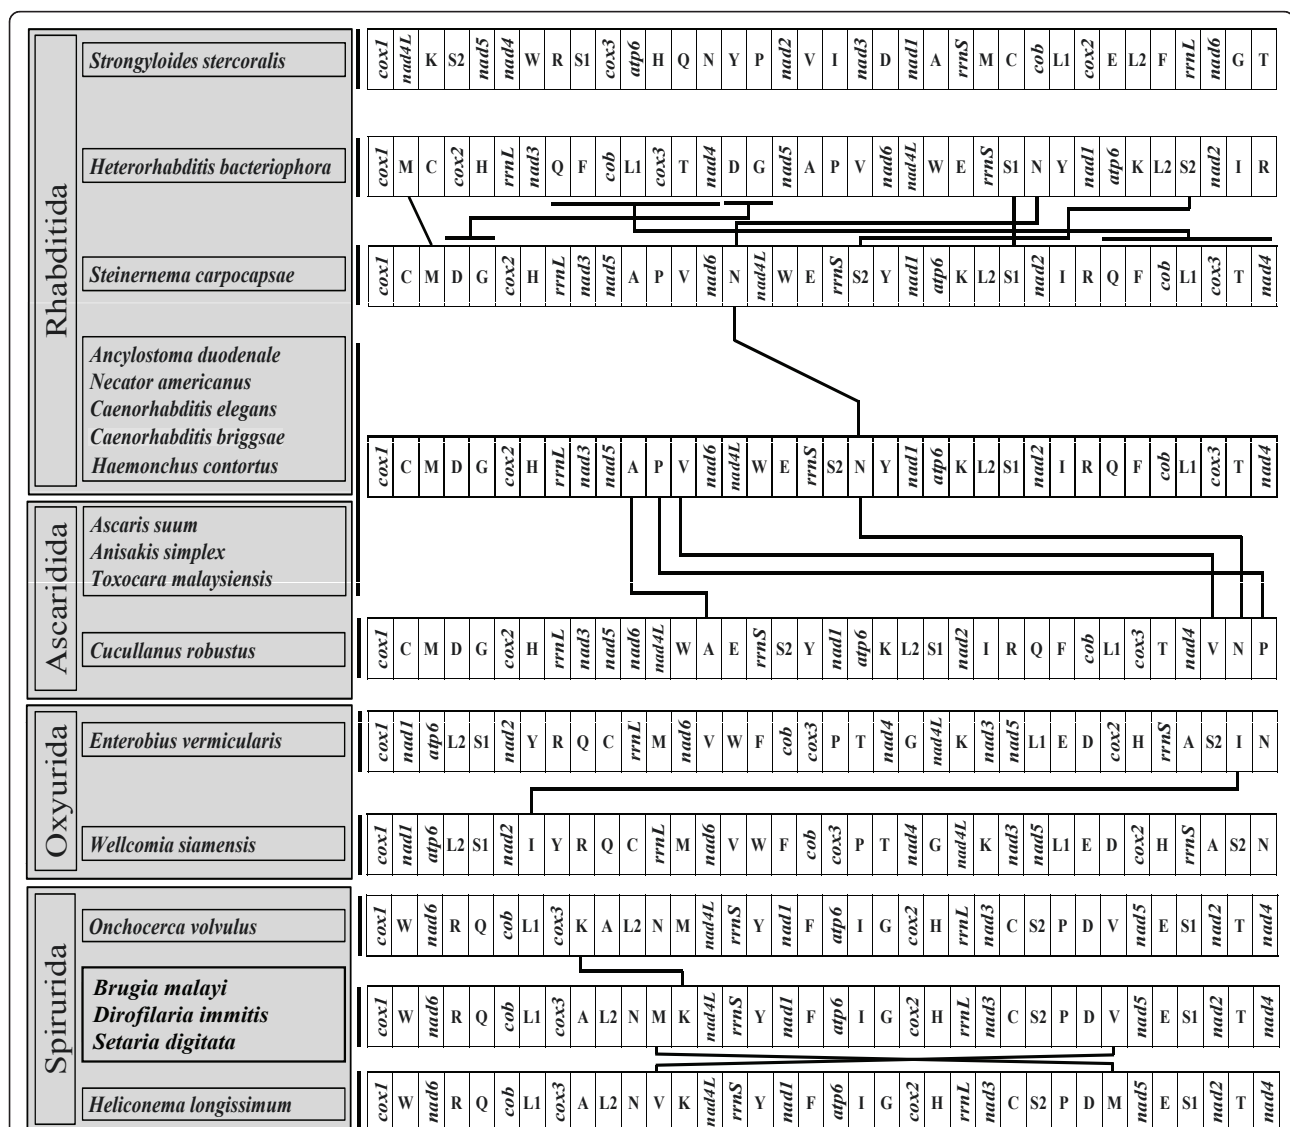 Rhabditida
Strongyloides stercoralis
cox1 nad4L K S2 nad5 nad4 W R S1 cox3 atp6 H Q N Y P nad2 V I nad3 D nad1 A rrnS M C cob L1 cox2 E L2 F rrnL nad6 G T
Heterorhabditis bacteriophora
cox1 M C cox2 H rrnL nad3 Q F cob L1 cox3 T nad4 D G nad5 A P V nad6 nad4L W E rrnS S1 N Y nad1 atp6 K L2 S2 nad2 I R
Steinernema carpocapsae
cox1 C M D G cox2 H rrnL nad3 nad5 A P V nad6 N nad4L W E rrnS S2 Y nad1 atp6 K L2 S1 nad2 I R Q F cob L1 cox3 T nad4
Ancylostoma duodenale
Necator americanus
Caenorhabditis elegans
Caenorhabditis briggsae
Haemonchus contortus
cox1 C M D G cox2 H rrnL nad3 nad5 A P V nad6 nad4L W E rrnS S2 N Y nad1 atp6 K L2 S1 nad2 I R Q F cob L1 cox3 T nad4
Ascaridida
Ascaris suum
Anisakis simplex
Toxocara malaysiensis
Cucullanus robustus
cox1 C M D G cox2 H rrnL nad3 nad5 nad6 nad4L W A E rrnS S2 Y nad1 atp6 K L2 S1 nad2 I R Q F cob L1 cox3 T nad4 V N P
Oxyurida
Enterobius vermicularis
cox1 nad1 atp6 L2 S1 nad2 Y R Q C rrnL M nad6 V W F cob cox3 P T nad4 G nad4L K nad3 nad5 L1 E D cox2 H rrnS A S2 I N
Wellcomia siamensis
cox1 nad1 atp6 L2 S1 nad2 I Y R Q C rrnL M nad6 V W F cob cox3 P T nad4 G nad4L K nad3 nad5 L1 E D cox2 H rrnS A S2 N
Spirurida
Onchocerca volvulus
cox1 W nad6 R Q cob L1 cox3 K A L2 N M nad4L rrnS Y nad1 F atp6 I G cox2 H rrnL nad3 C S2 P D V nad5 E S1 nad2 T nad4
Brugia malayi
Dirofilaria immitis
Setaria digitata
cox1 W nad6 R Q cob L1 cox3 A L2 N M K nad4L rrnS Y nad1 F atp6 I G cox2 H rrnL nad3 C S2 P D V nad5 E S1 nad2 T nad4
Heliconema longissimum
cox1 W nad6 R Q cob L1 cox3 A L2 N V K nad4L rrnS Y nad1 F atp6 I G cox2 H rrnL nad3 C S2 P D M nad5 E S1 nad2 T nad4